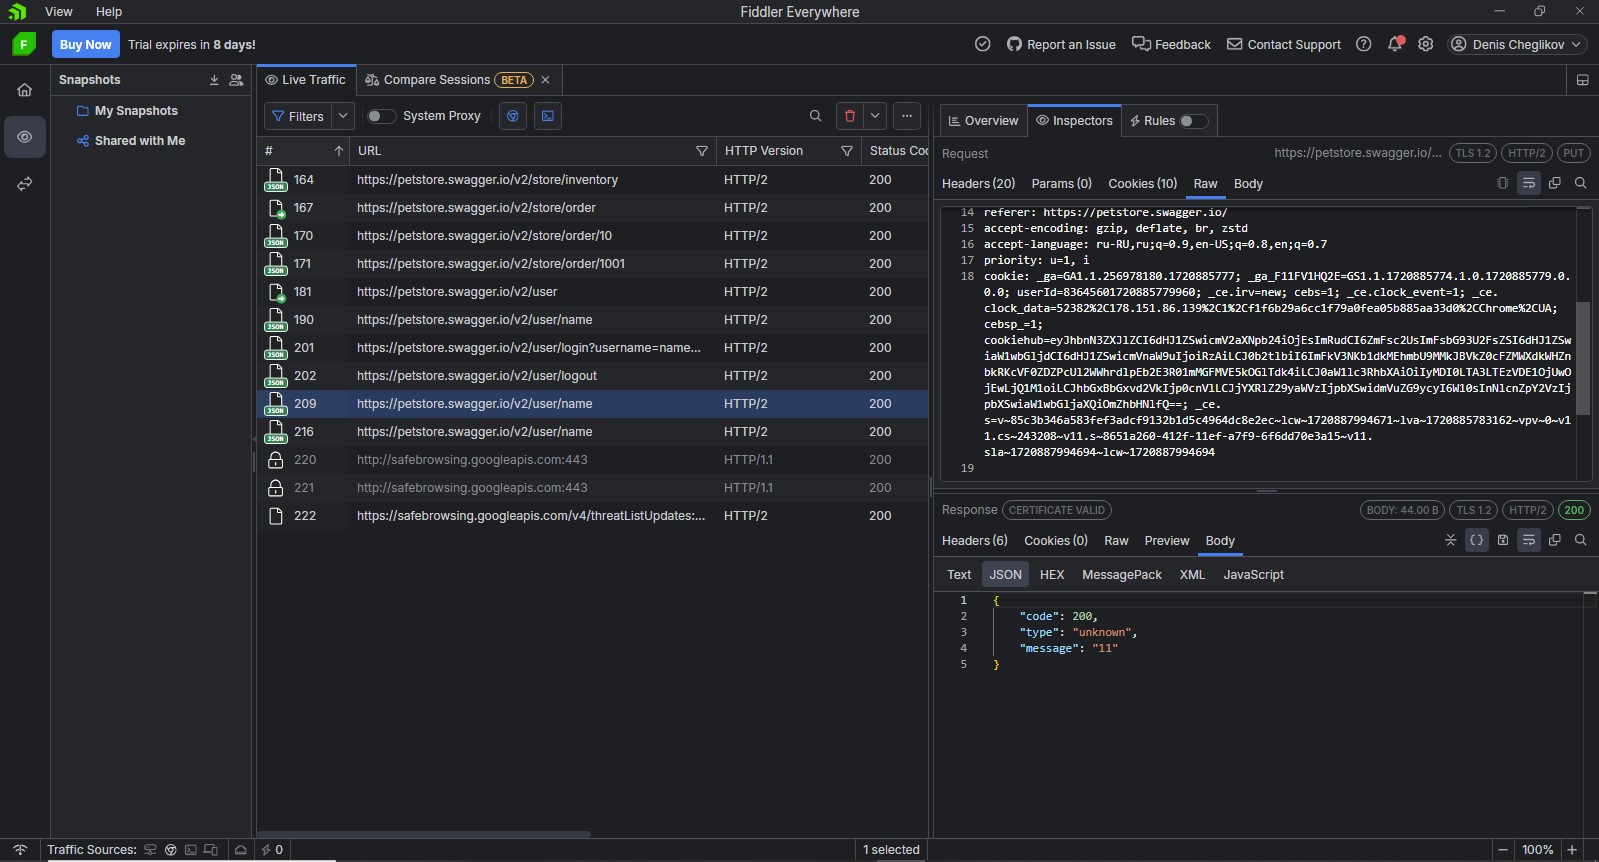 View Help Fiddler Everywhere
F Buy Now Trial expires in 8 days! Report an Issue Feedback Contact Support Denis Cheglikov
Snapshots
My Snapshots
Shared with Me
Live Traffic Compare Sessions BETA
Filters System Proxy
# URL HTTP Version Status Coo
JSON 164 https://petstore.swagger.io/v2/store/inventory HTTP/2 200
167 https://petstore.swagger.io/v2/store/order HTTP/2 200
JSON 170 https://petstore.swagger.io/v2/store/order/10 HTTP/2 200
JSON 171 https://petstore.swagger.io/v2/store/order/1001 HTTP/2 200
181 https://petstore.swagger.io/v2/user HTTP/2 200
JSON 190 https://petstore.swagger.io/v2/user/name HTTP/2 200
JSON 201 https://petstore.swagger.io/v2/user/login?username=name... HTTP/2 200
JSON 202 https://petstore.swagger.io/v2/user/logout HTTP/2 200
JSON 209 https://petstore.swagger.io/v2/user/name HTTP/2 200
JSON 216 https://petstore.swagger.io/v2/user/name HTTP/2 200
220 http://safebrowsing.googleapis.com:443 HTTP/1.1 200
221 http://safebrowsing.googleapis.com:443 HTTP/1.1 200
222 https://safebrowsing.googleapis.com/v4/threatListUpdates:... HTTP/2 200
Overview Inspectors Rules
Request https://petstore.swagger.io/... TLS 1.2 HTTP/2 PUT
Headers (20) Params (0) Cookies (10) Raw Body
14 referer: https://petstore.swagger.io/
15 accept-encoding: gzip, deflate, br, zstd
16 accept-language: ru-RU,ru;q=0.9,en-US;q=0.8,en;q=0.7
17 priority: u=1, i
18 cookie: _ga=GA1.1.256978180.1720885777; _ga_F11FV1HQ2E=GS1.1.1720885774.1.0.1720885779.0.
0.0; userId=83645601720885779960; _ce.irv=new; cebs=1; _ce.clock_event=1; _ce.
clock_data=52382%2C178.151.86.139%2C1%2Cf1f6b29a6cc1f79a0fea05b885aa33d0%2CChrome%2CUA;
cebsp_=1;
s=v~85c3b346a583fef3adcf9132b1d5c4964dc8e2ec~lcw~1720887994671~lva~1720885783162~vpv~0~v1
1.cs~243208~v11.s~8651a260-412f-11ef-a7f9-6f6dd70e3a15~v11.
sla~1720887994694~lcw~1720887994694
19
Response CERTIFICATE VALID BODY: 44.00 B TLS 1.2 HTTP/2 200
Headers (6) Cookies (0) Raw Preview Body
Text JSON HEX MessagePack XML JavaScript
1 {
2 "code": 200,
3 "type": "unknown",
4 "message": "11"
5 }
Traffic Sources: 0 1 selected 100%